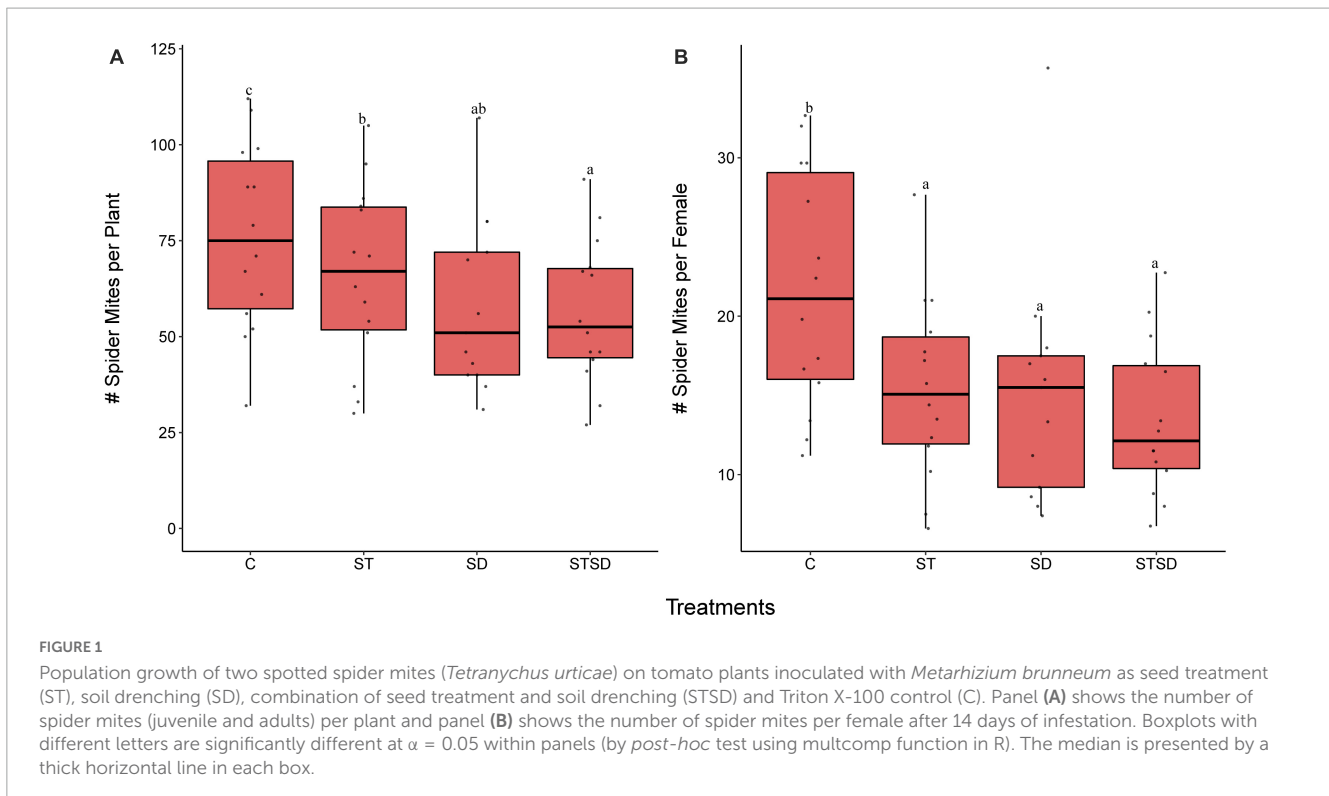 A
B
125
100
75
50
25
0
# Spider Mites per Plant
c
b
ab
a
C
ST
SD
STSD
30
20
10
# Spider Mites per Female
b
a
a
a
C
ST
SD
STSD
Treatments
FIGURE 1
Population growth of two spotted spider mites (Tetranychus urticae) on tomato plants inoculated with Metarhizium brunneum as seed treatment
(ST), soil drenching (SD), combination of seed treatment and soil drenching (STSD) and Triton X-100 control (C). Panel (A) shows the number of
spider mites (juvenile and adults) per plant and panel (B) shows the number of spider mites per female after 14 days of infestation. Boxplots with
different letters are significantly different at α = 0.05 within panels (by post-hoc test using multcomp function in R). The median is presented by a
thick horizontal line in each box.